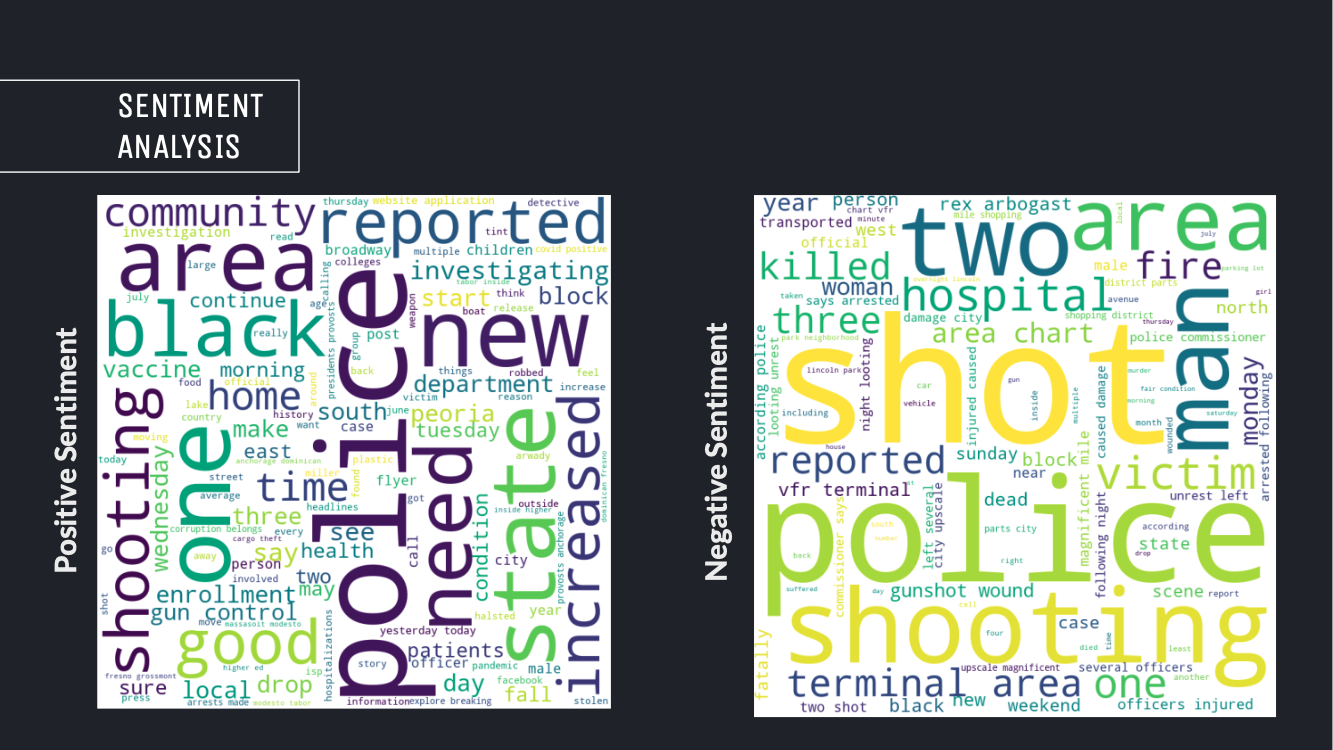 SENTIMENT
ANALYSIS
Positive Sentiment
community
thursday
website application
detective
reported
investigation
read
tint
area
broadway
multiple
children
covid positive
large
colleges
investigating
tabor inside
july
continue
age
calling
start
think
block
black
really
weapon
boat
release
post
new
group
presidents provosts
vaccine
morning
back
things
robbed
feel
food
official
around
department
increase
home
victim
reason
lake
country
history
south
june
peoria
shooting
one
make
want
case
tuesday
moving
east
arwady
today
anchorage dominican
police
need
state
increased
wednesday
street
miller
plastic
found
average
time
flyer
three
headlines
got
outside
inside higher
dominican fresno
corruption belongs
every
see
condition
go
cargo theft
away
say
health
call
city
person
provosts anchorage
involved
two
enrollment
may
year
shot
gun control
halsted
move
massasoit modesto
good
yesterday today
hospitalizations
patients
higher ed
isp
story
officer
pandemic
male
fresno grossmont
sure
local
drop
day
facebook
fall
press
arrests made
modesto tabor
information
explore breaking
stolen
Negative Sentiment
year
person
rex arbogast
chart vfr
mile shopping
local
transported
minute
two
area
west
official
july
killed
male
fire
parking lot
overnight lincoln
district parts
woman
hospital
girl
taken
says arrested
avenue
north
three
damage city
shopping district
thursday
area chart
police commissioner
park neighborhood
according police
looting unrest
shot
man
lincoln park
night looting
murder
car
gun
fair condition
vehicle
injured caused
inside
multiple
caused damage
morning
monday
including
saturday
month
wounded
arrested following
house
reported
sunday
block
near
victim
vfr terminal
st
unrest left
police
dead
south
number
left several
city upscale
magnificent mile
following night
according
parts city
state
commissioner says
drop
back
right
suffered
day
gunshot wound
scene
report
cell
shooting
case
four
time
fatally
died
least
upscale magnificent
several officers
terminal area
one
another
two shot
black
new
weekend
officers injured